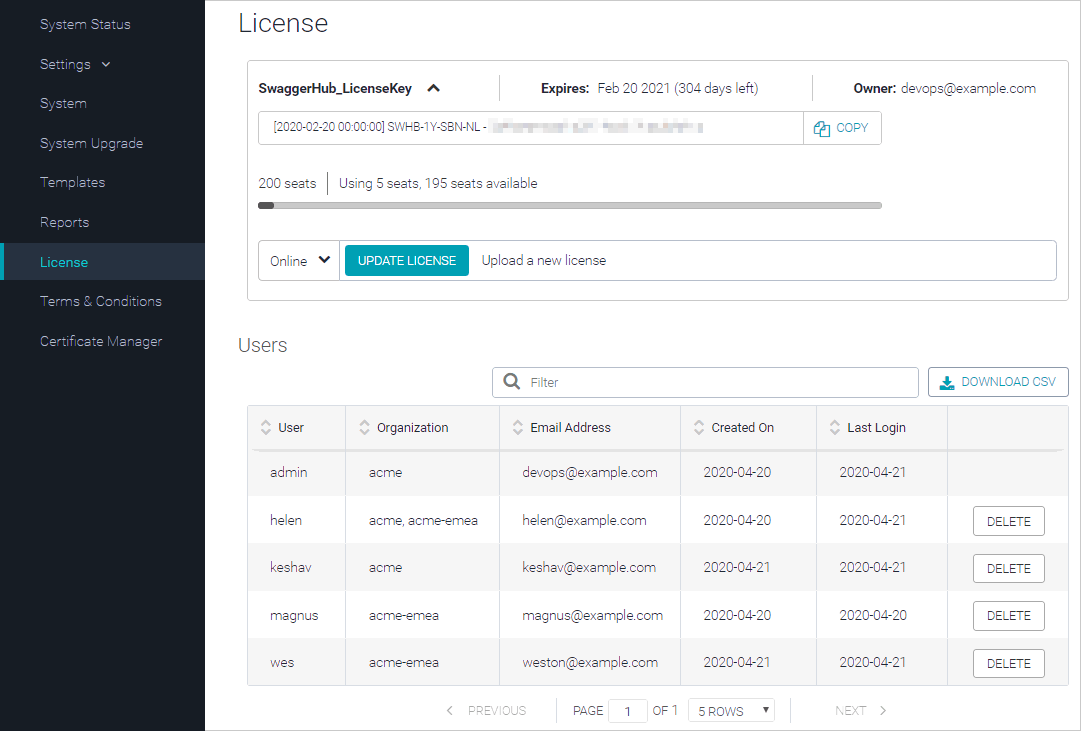 System Status
Settings
System
System Upgrade
Templates
Reports
License
Terms & Conditions
Certificate Manager
License
SwaggerHub_LicenseKey Expires: Feb 20 2021 (304 days left) Owner: devops@example.com
[2020-02-20 00:00:00] SWHB-1Y-SBN-NL - COPY
200 seats Using 5 seats, 195 seats available
Online UPDATE LICENSE Upload a new license
Users
Filter DOWNLOAD CSV
User Organization Email Address Created On Last Login
admin acme devops@example.com 2020-04-20 2020-04-21
helen acme, acme-emea helen@example.com 2020-04-20 2020-04-21 DELETE
keshav acme keshav@example.com 2020-04-21 2020-04-21 DELETE
magnus acme-emea magnus@example.com 2020-04-20 2020-04-20 DELETE
wes acme-emea weston@example.com 2020-04-21 2020-04-21 DELETE
PREVIOUS PAGE 1 OF 1 5 ROWS NEXT